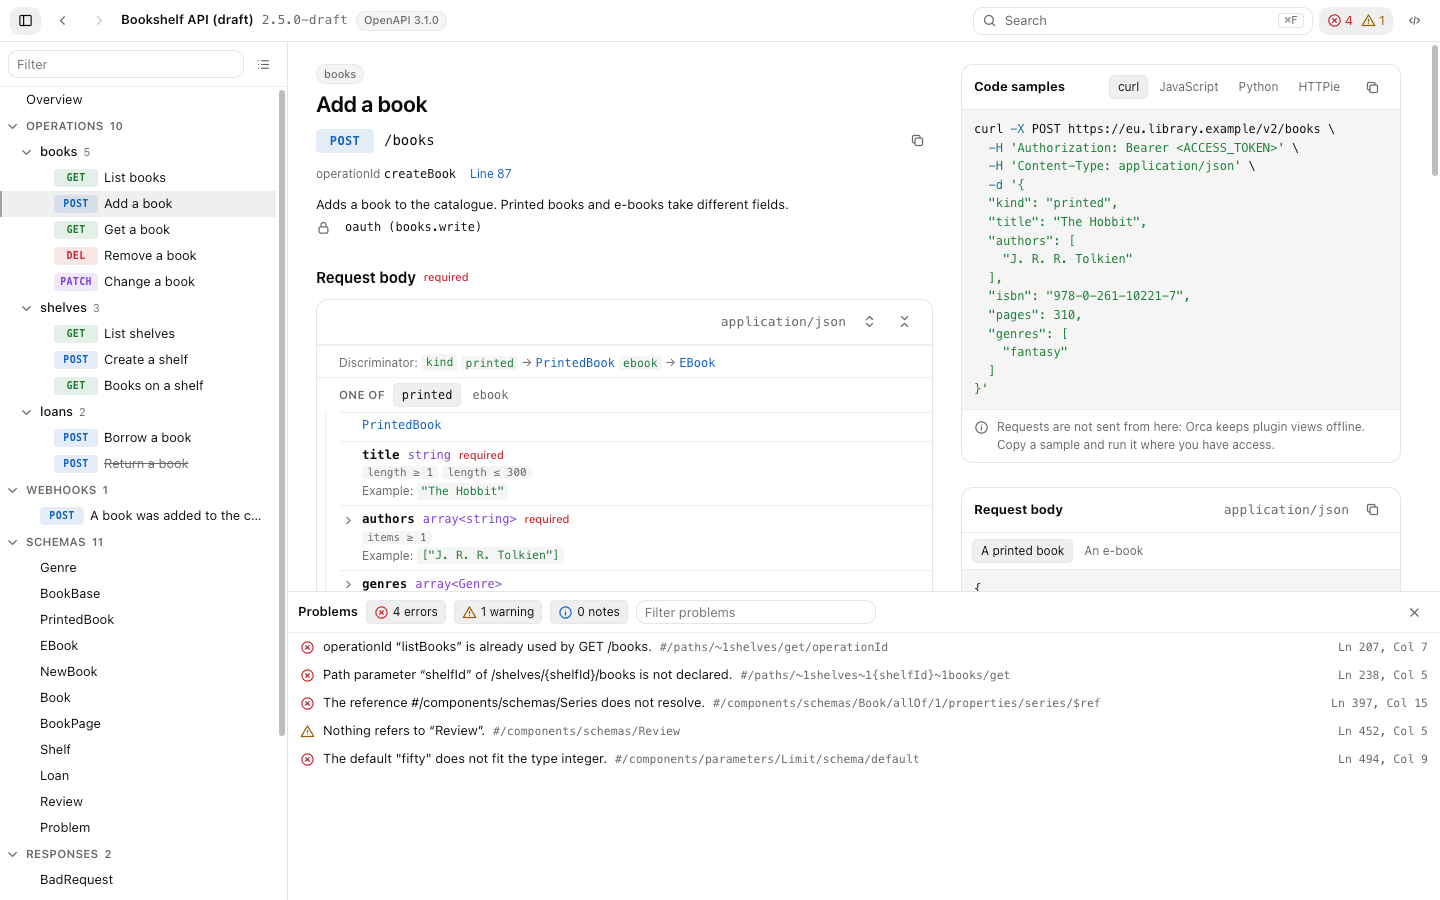 Bookshelf API (draft) 2.5.0-draft OpenAPI 3.1.0
Search ⌘F
4 1
Filter
Overview
OPERATIONS 10
books 5
GET List books
POST Add a book
GET Get a book
DEL Remove a book
PATCH Change a book
shelves 3
GET List shelves
POST Create a shelf
GET Books on a shelf
loans 2
POST Borrow a book
POST Return a book
WEBHOOKS 1
POST A book was added to the c…
SCHEMAS 11
Genre
BookBase
PrintedBook
EBook
NewBook
Book
BookPage
Shelf
Loan
Review
Problem
RESPONSES 2
BadRequest
books
Add a book
POST /books
operationId createBook Line 87
Adds a book to the catalogue. Printed books and e-books take different fields.
oauth (books.write)
Request body required
application/json
Discriminator: kind printed → PrintedBook ebook → EBook
ONE OF printed ebook
PrintedBook
title string required
length ≥ 1 length ≤ 300
Example: "The Hobbit"
authors array<string> required
items ≥ 1
Example: ["J. R. R. Tolkien"]
genres array<Genre>
Code samples curl JavaScript Python HTTPie
curl -X POST https://eu.library.example/v2/books \
-H 'Authorization: Bearer <ACCESS_TOKEN>' \
-H 'Content-Type: application/json' \
-d '{
"kind": "printed",
"title": "The Hobbit",
"authors": [
"J. R. R. Tolkien"
],
"isbn": "978-0-261-10221-7",
"pages": 310,
"genres": [
"fantasy"
]
}'
Requests are not sent from here: Orca keeps plugin views offline.
Copy a sample and run it where you have access.
Request body application/json
A printed book An e-book
{
Problems 4 errors 1 warning 0 notes Filter problems
operationId “listBooks” is already used by GET /books. #/paths/~1shelves/get/operationId Ln 207, Col 7
Path parameter “shelfId” of /shelves/{shelfId}/books is not declared. #/paths/~1shelves~1{shelfId}~1books/get Ln 238, Col 5
The reference #/components/schemas/Series does not resolve. #/components/schemas/Book/allOf/1/properties/series/$ref Ln 397, Col 15
Nothing refers to “Review”. #/components/schemas/Review Ln 452, Col 5
The default "fifty" does not fit the type integer. #/components/parameters/Limit/schema/default Ln 494, Col 9